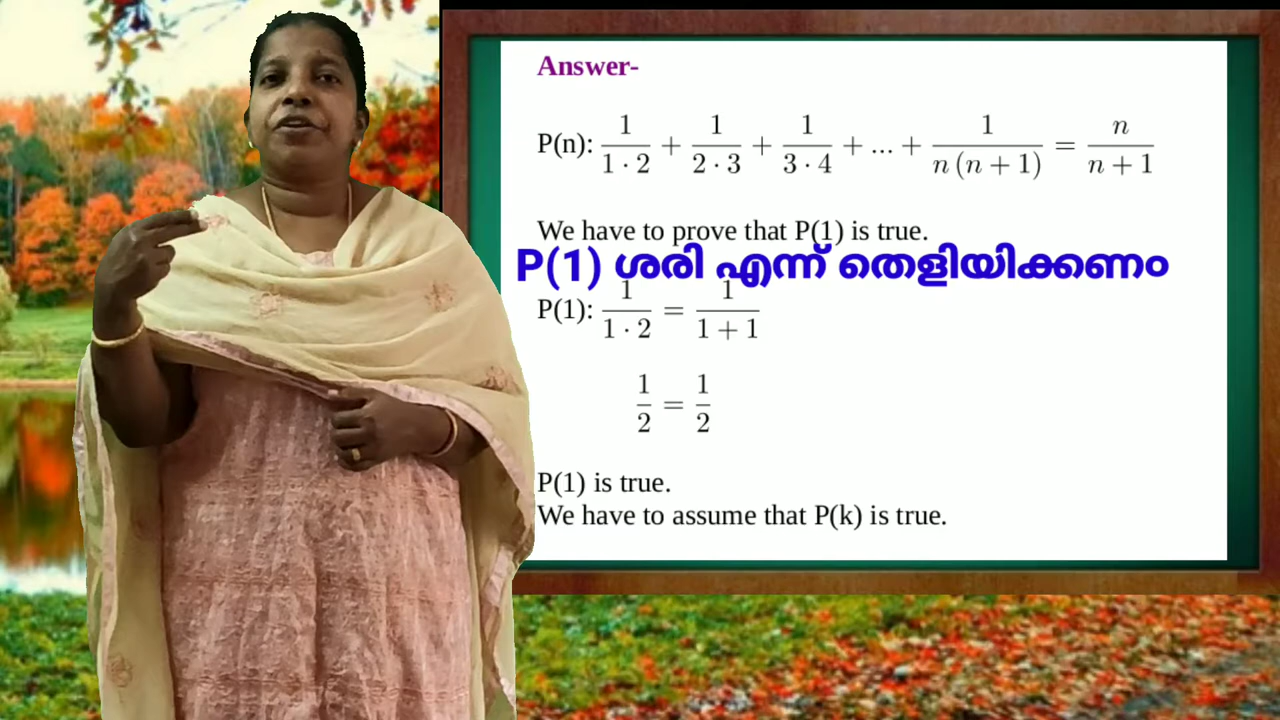 Answer-
P(n): 1/(1 · 2) + 1/(2 · 3) + 1/(3 · 4) + ... + 1/(n (n + 1)) = n/(n + 1)
We have to prove that P(1) is true.
P(1) ശരി എന്ന് തെളിയിക്കണം
P(1): 1/(1 · 2) = 1/(1 + 1)
1/2 = 1/2
P(1) is true.
We have to assume that P(k) is true.